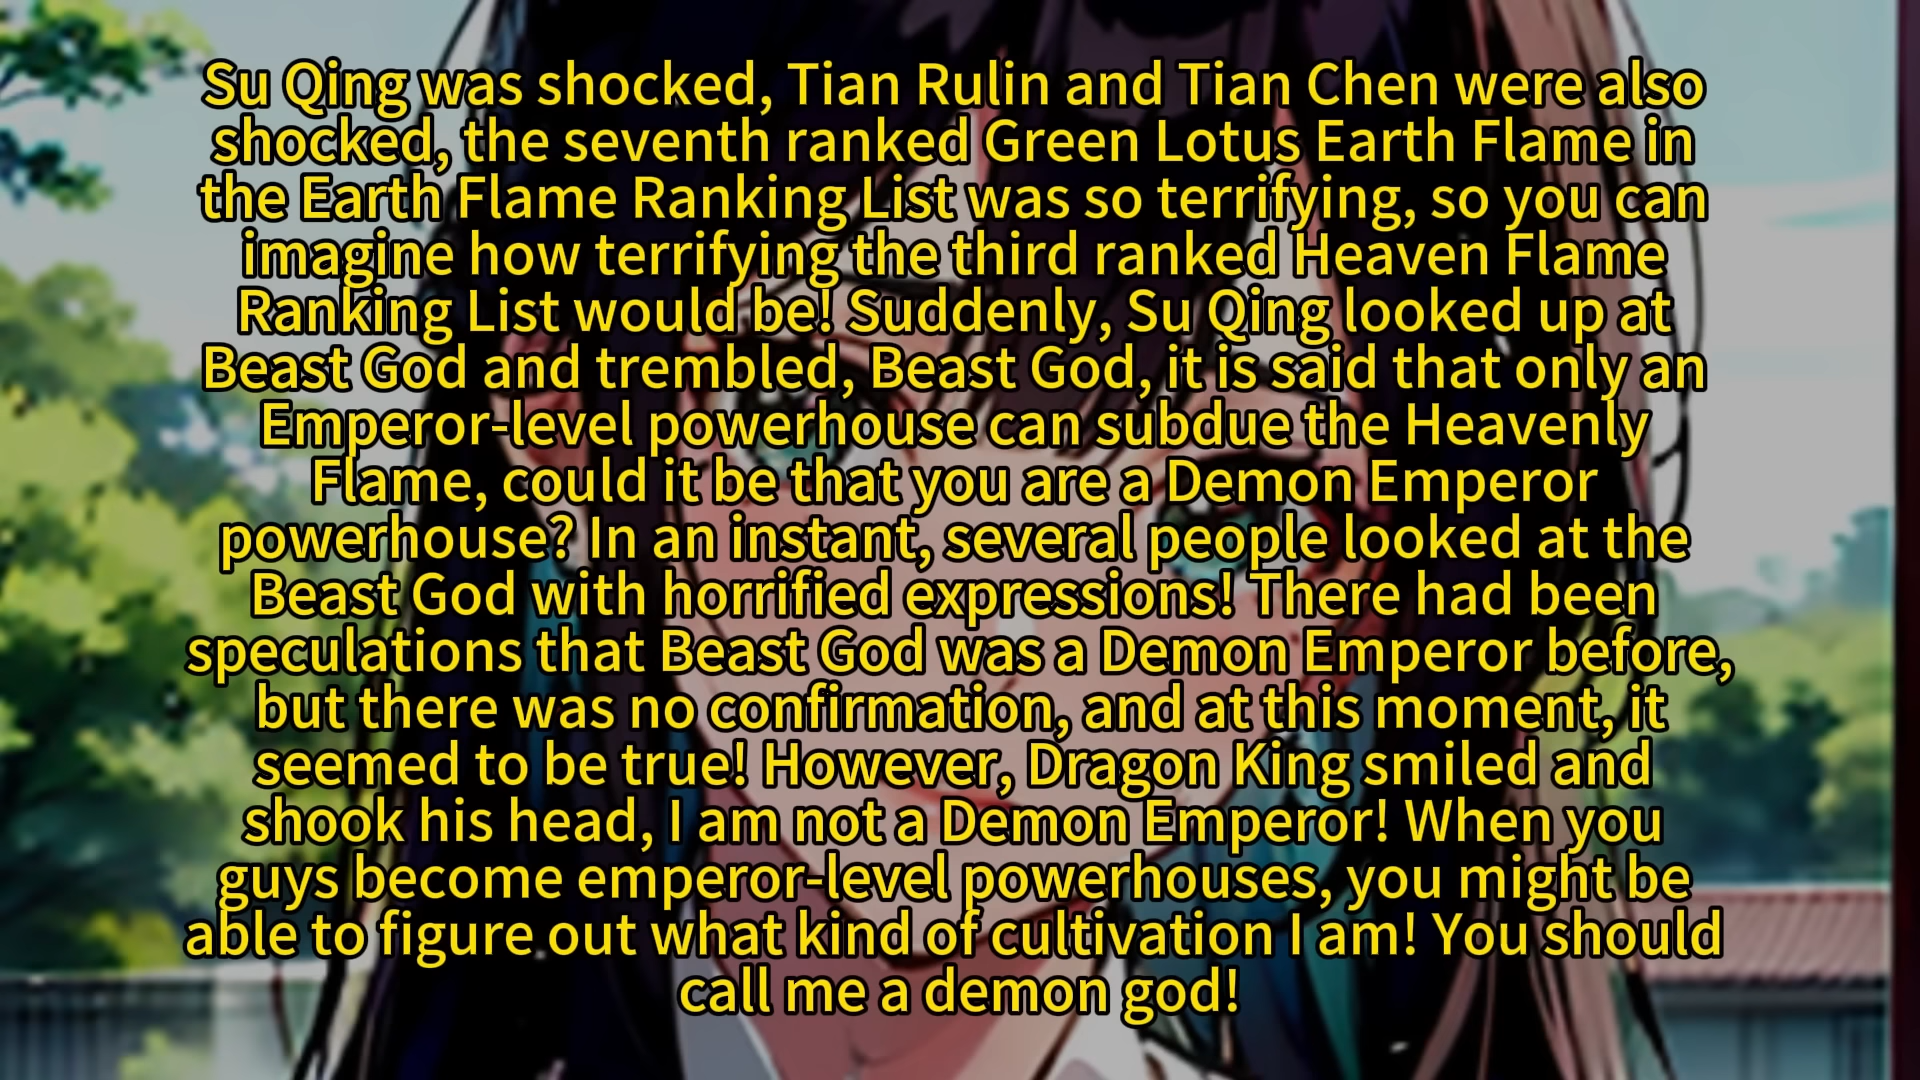 Su Qing was shocked, Tian Rulin and Tian Chen were also
shocked, the seventh ranked Green Lotus Earth Flame in
the Earth Flame Ranking List was so terrifying, so you can
imagine how terrifying the third ranked Heaven Flame
Ranking List would be! Suddenly, Su Qing looked up at
Beast God and trembled, Beast God, it is said that only an
Emperor-level powerhouse can subdue the Heavenly
Flame, could it be that you are a Demon Emperor
powerhouse? In an instant, several people looked at the
Beast God with horrified expressions! There had been
speculations that Beast God was a Demon Emperor before,
but there was no confirmation, and at this moment, it
seemed to be true! However, Dragon King smiled and
shook his head, I am not a Demon Emperor! When you
guys become emperor-level powerhouses, you might be
able to figure out what kind of cultivation I am! You should
call me a demon god!